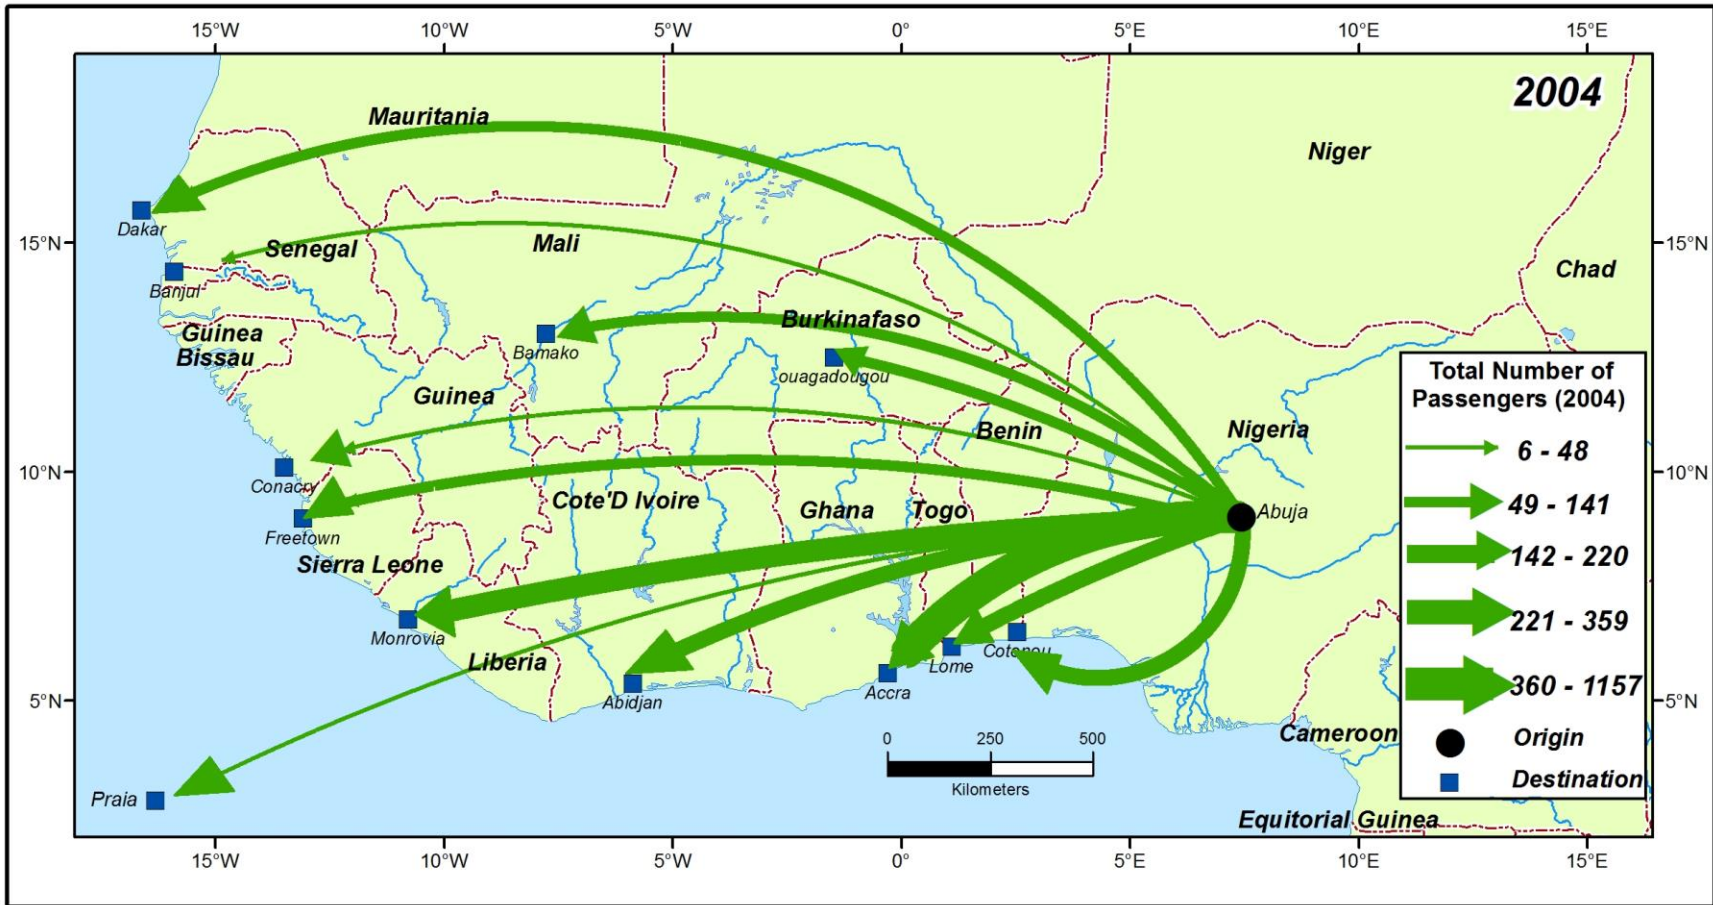 15°W 10°W 5°W 0° 5°E 10°E 15°E
2004
Mauritania
Niger
Dakar
15°N
Senegal
Mali
15°N
Chad
Banjul
Guinea
Bissau
Burkinafaso
Bamako
ouagadougou
Guinea
Benin
Nigeria
10°N
10°N
Conacry
Cote'D Ivoire
Ghana
Togo
Abuja
Freetown
Sierra Leone
Monrovia
Liberia
Cotonou
Lome
Accra
Abidjan
5°N
5°N
Cameroon
0 250 500
Kilometers
Praia
Equitorial Guinea
Total Number of
Passengers (2004)
6 - 48
49 - 141
142 - 220
221 - 359
360 - 1157
Origin
Destination
15°W 10°W 5°W 0° 5°E 10°E 15°E